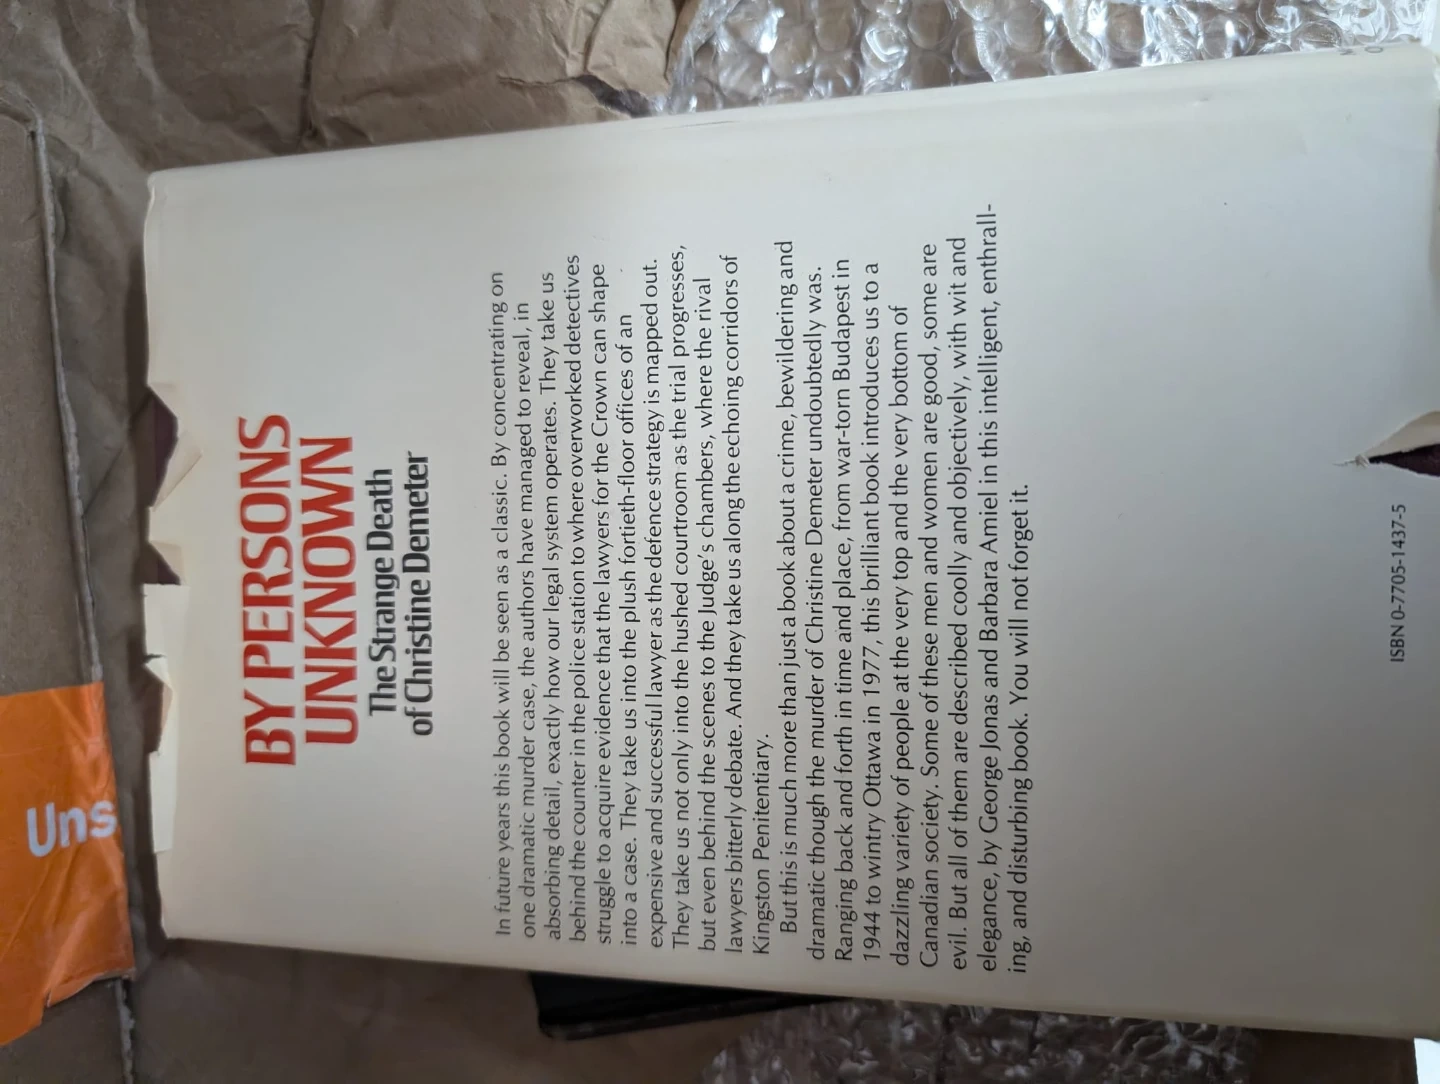 BY PERSONS
UNKNOWN
The Strange Death
of Christine Demeter
In future years this book will be seen as a classic. By concentrating on
one dramatic murder case, the authors have managed to reveal, in
absorbing detail, exactly how our legal system operates. They take us
behind the counter in the police station to where overworked detectives
struggle to acquire evidence that the lawyers for the Crown can shape
into a case. They take us into the plush fortieth-floor offices of an
expensive and successful lawyer as the defence strategy is mapped out.
They take us not only into the hushed courtroom as the trial progresses,
but even behind the scenes to the Judge's chambers, where the rival
lawyers bitterly debate. And they take us along the echoing corridors of
Kingston Penitentiary.
But this is much more than just a book about a crime, bewildering and
dramatic though the murder of Christine Demeter undoubtedly was.
Ranging back and forth in time and place, from war-torn Budapest in
1944 to wintry Ottawa in 1977, this brilliant book introduces us to a
dazzling variety of people at the very top and the very bottom of
Canadian society. Some of these men and women are good, some are
evil. But all of them are described coolly and objectively, with wit and
elegance, by George Jonas and Barbara Amiel in this intelligent, enthrall-
ing, and disturbing book. You will not forget it.
ISBN 0-7705-1437-5
Uns